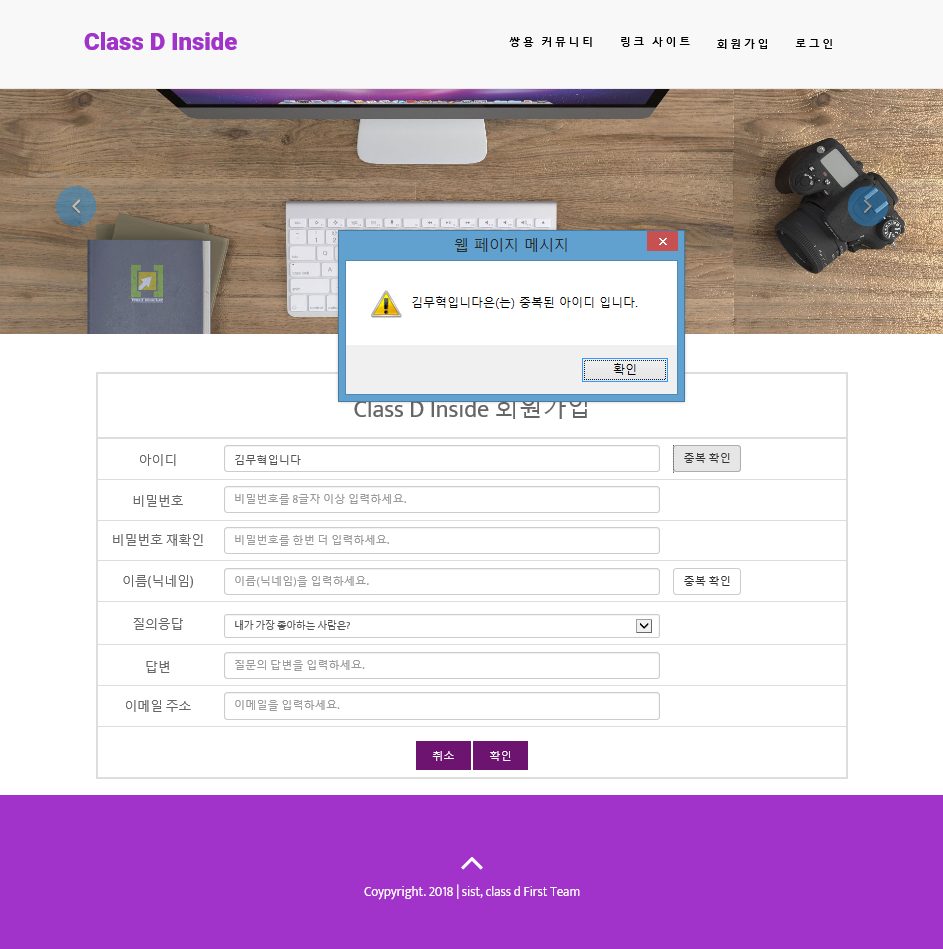 Class D Inside
쌍용 커뮤니티 링크 사이트 회원가입 로그인
웹 페이지 메시지
김무혁입니다은(는) 중복된 아이디 입니다.
확인
Class D Inside 회원가입
아이디 김무혁입니다 중복 확인
비밀번호 비밀번호를 8글자 이상 입력하세요.
비밀번호 재확인 비밀번호를 한번 더 입력하세요.
이름(닉네임) 이름(닉네임)을 입력하세요. 중복 확인
질의응답 내가 가장 좋아하는 사람은?
답변 질문의 답변을 입력하세요.
이메일 주소 이메일을 입력하세요.
취소 확인
Coypyright. 2018 | sist, class d First Team